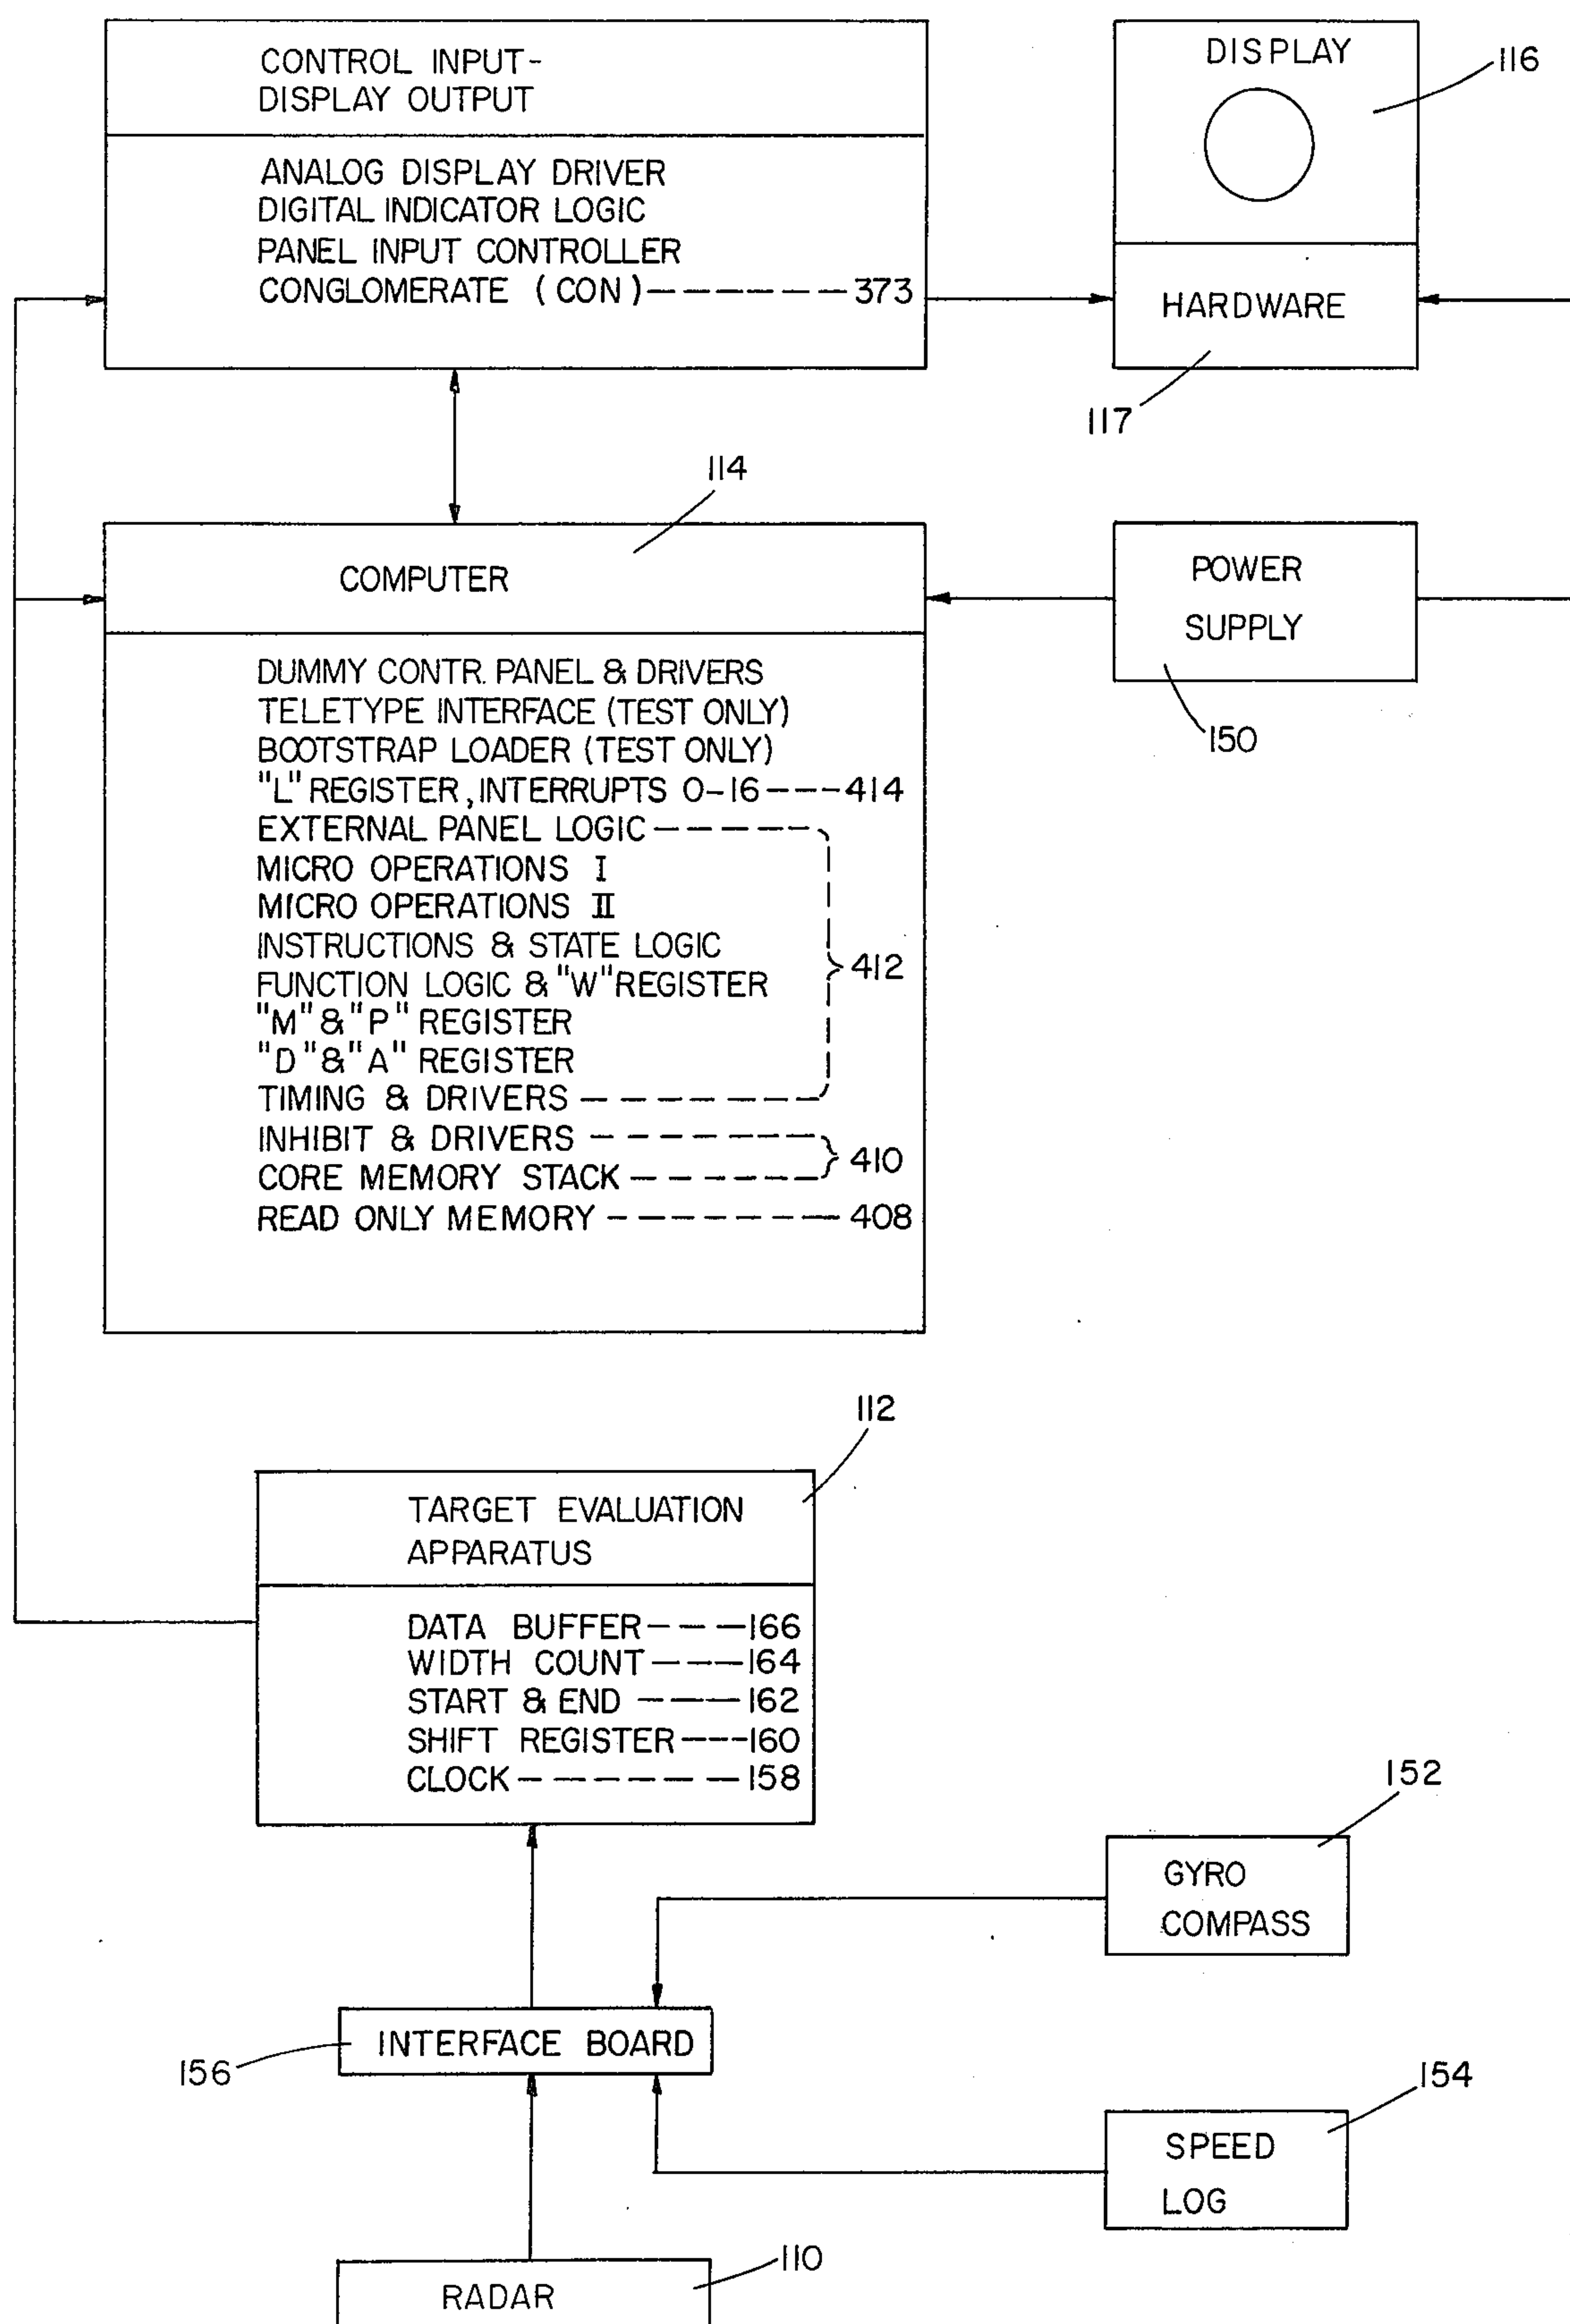 CONTROL INPUT-
DISPLAY OUTPUT
ANALOG DISPLAY DRIVER
DIGITAL INDICATOR LOGIC
PANEL INPUT CONTROLLER
CONGLOMERATE (CON)------373
DISPLAY
116
HARDWARE
117
114
COMPUTER
DUMMY CONTR. PANEL & DRIVERS
TELETYPE INTERFACE (TEST ONLY)
BOOTSTRAP LOADER (TEST ONLY)
"L" REGISTER, INTERRUPTS 0-16---414
EXTERNAL PANEL LOGIC
MICRO OPERATIONS I
MICRO OPERATIONS II
INSTRUCTIONS & STATE LOGIC
412
FUNCTION LOGIC & "W" REGISTER
"M" & "P" REGISTER
"D" & "A" REGISTER
TIMING & DRIVERS
INHIBIT & DRIVERS
410
CORE MEMORY STACK
READ ONLY MEMORY-------408
POWER
SUPPLY
150
112
TARGET EVALUATION
APPARATUS
DATA BUFFER---166
WIDTH COUNT---164
START & END ---162
SHIFT REGISTER---160
CLOCK------158
152
GYRO
COMPASS
INTERFACE BOARD
156
154
SPEED
LOG
110
RADAR